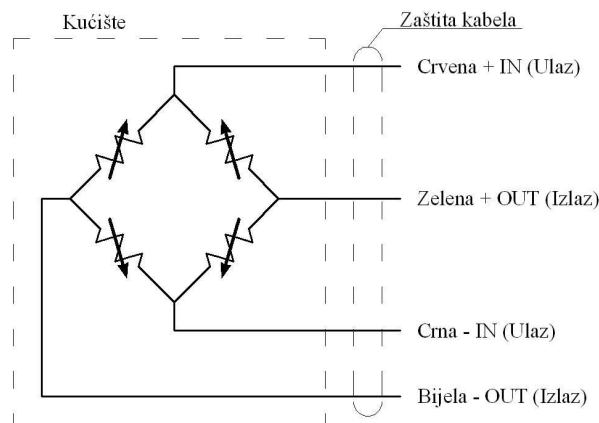 Kućište
Zaštita kabela
Crvena + IN (Ulaz)
Zelena + OUT (Izlaz)
Crna - IN (Ulaz)
Bijela - OUT (Izlaz)